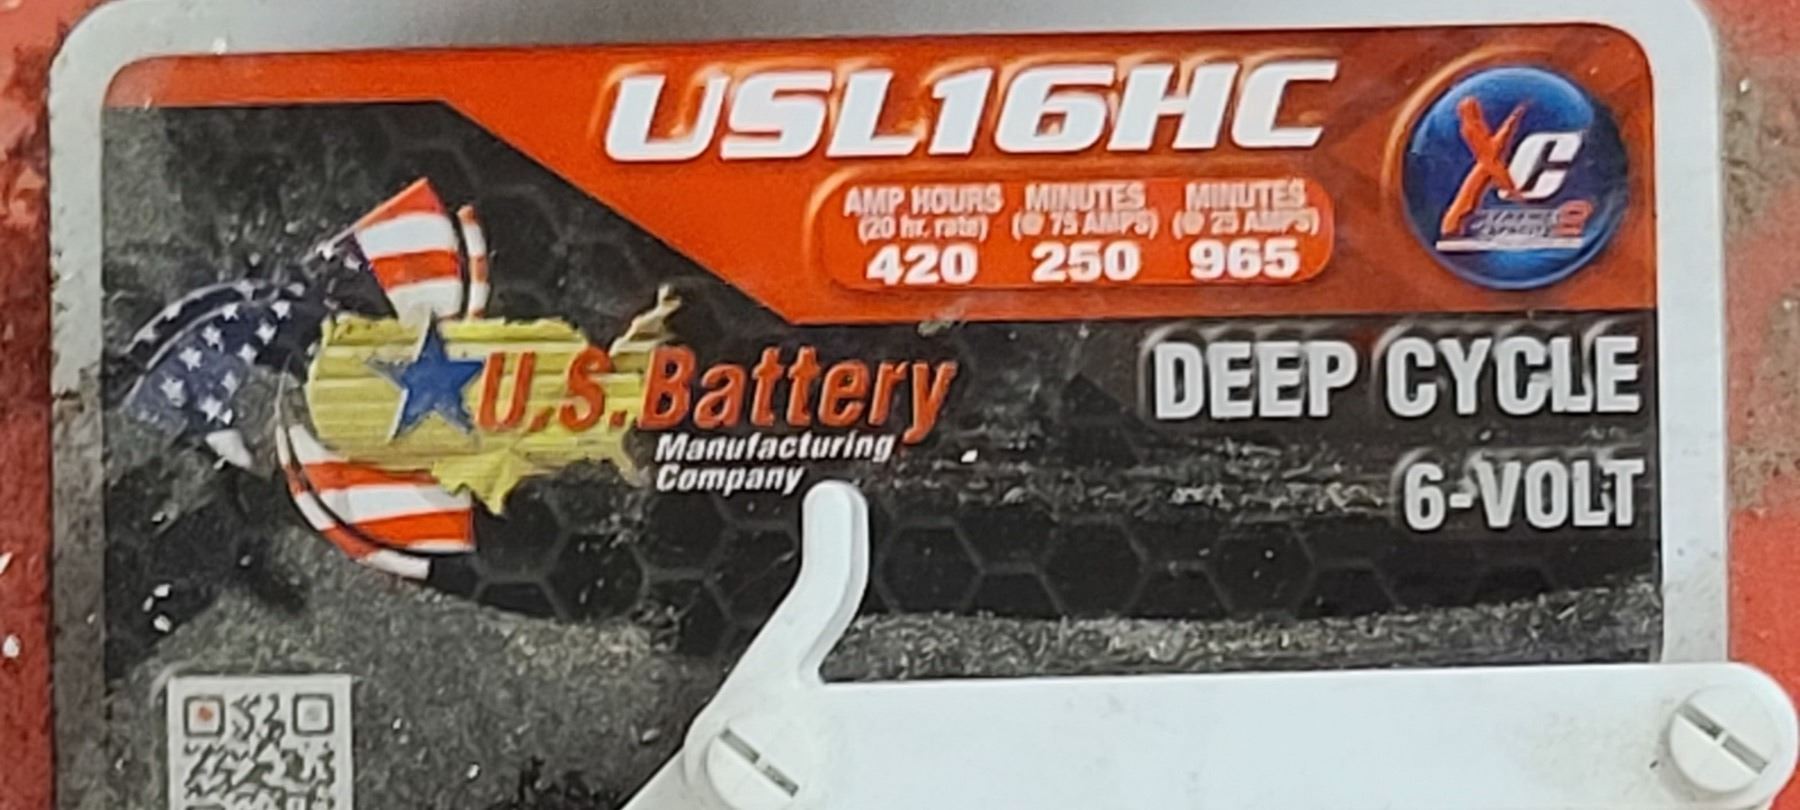 USL16HC
AMP HOURS MINUTES MINUTES
(20 hr. rate) (@ 75 AMPS) (@ 25 AMPS)
420 250 965
XC
2
U.S. Battery
Manufacturing
Company
DEEP CYCLE
6-VOLT